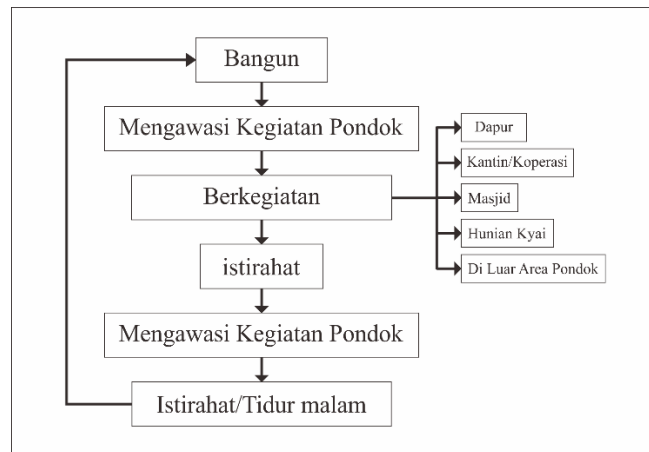 Bangun
Mengawasi Kegiatan Pondok
Berkegiatan
istirahat
Mengawasi Kegiatan Pondok
Istirahat/Tidur malam
Dapur
Kantin/Koperasi
Masjid
Hunian Kyai
Di Luar Area Pondok